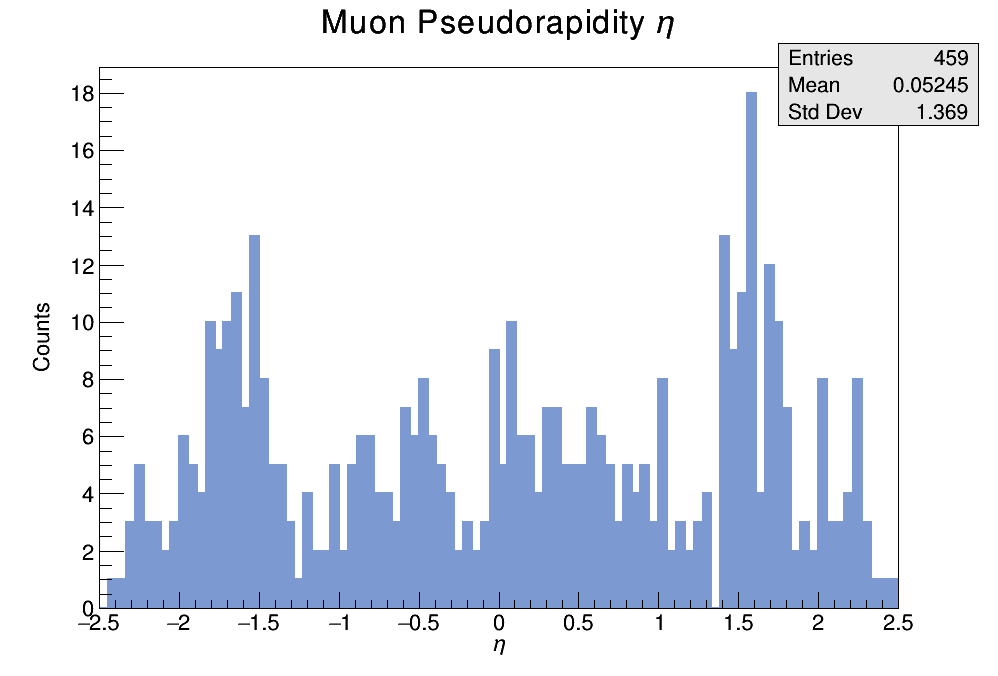 Muon Pseudorapidity η
Entries 459
Mean 0.05245
Std Dev 1.369
Counts
18
16
14
12
10
8
6
4
2
0
−2.5 −2 −1.5 −1 −0.5 0 0.5 1 1.5 2 2.5
η